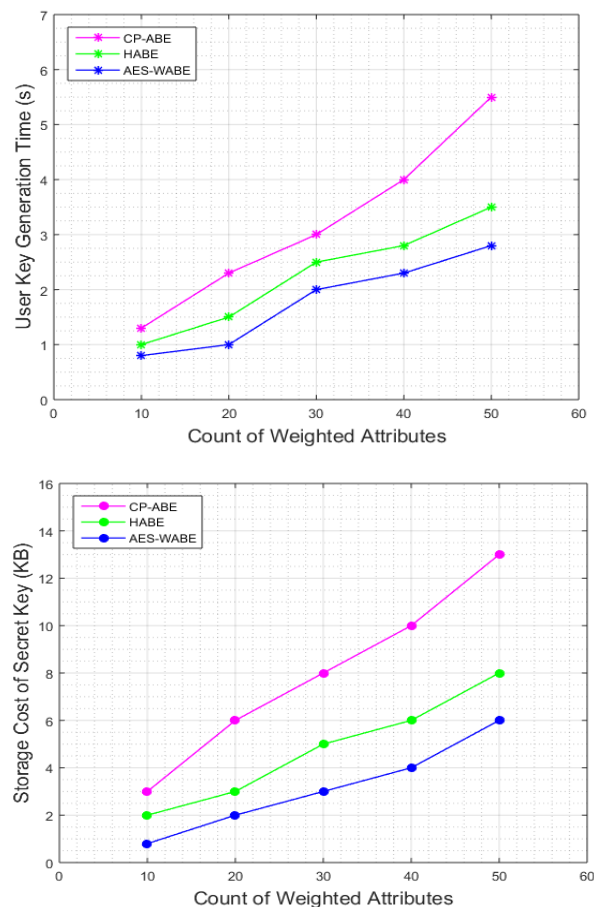 7
6
5
4
3
2
1
0
User Key Generation Time (s)
CP-ABE
HABE
AES-WABE
0 10 20 30 40 50 60
Count of Weighted Attributes
16
14
12
10
8
6
4
2
0
Storage Cost of Secret Key (KB)
CP-ABE
HABE
AES-WABE
0 10 20 30 40 50 60
Count of Weighted Attributes